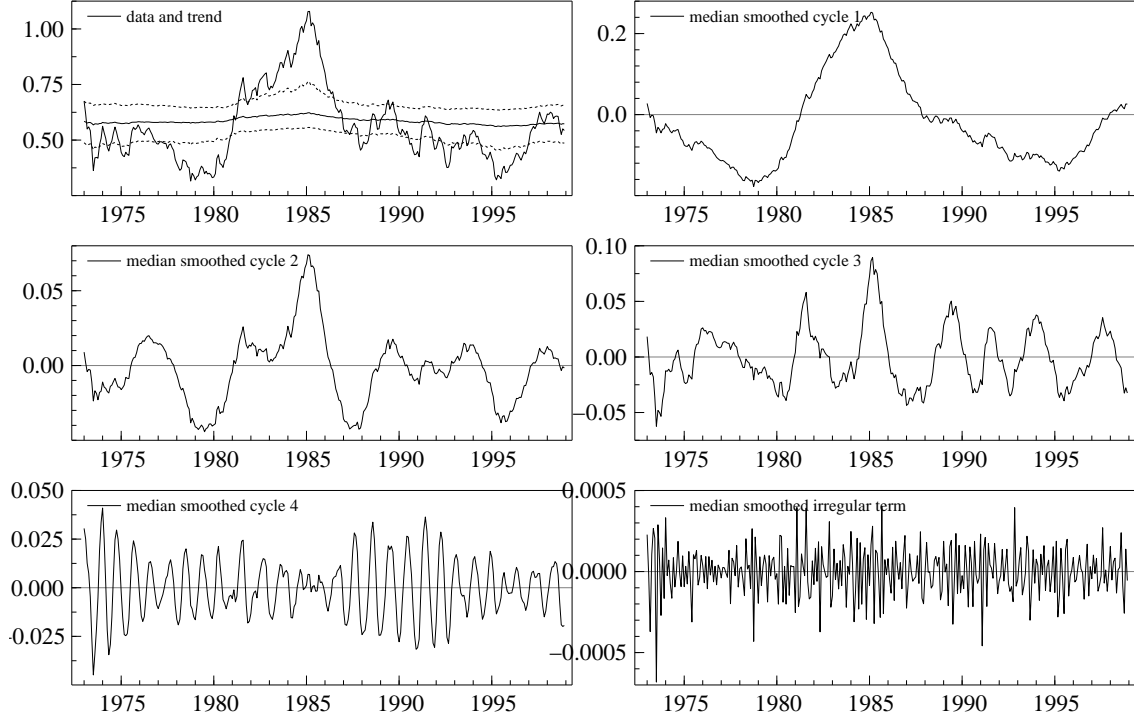 data and trend
1.00
0.75
0.50
1975 1980 1985 1990 1995
median smoothed cycle 1
0.2
0.0
1975 1980 1985 1990 1995
median smoothed cycle 2
0.05
0.00
1975 1980 1985 1990 1995
median smoothed cycle 3
0.10
0.05
0.00
−0.05
1975 1980 1985 1990 1995
median smoothed cycle 4
0.050
0.025
0.000
-0.025
1975 1980 1985 1990 1995
median smoothed irregular term
0.0005
0.0000
−0.0005
1975 1980 1985 1990 1995